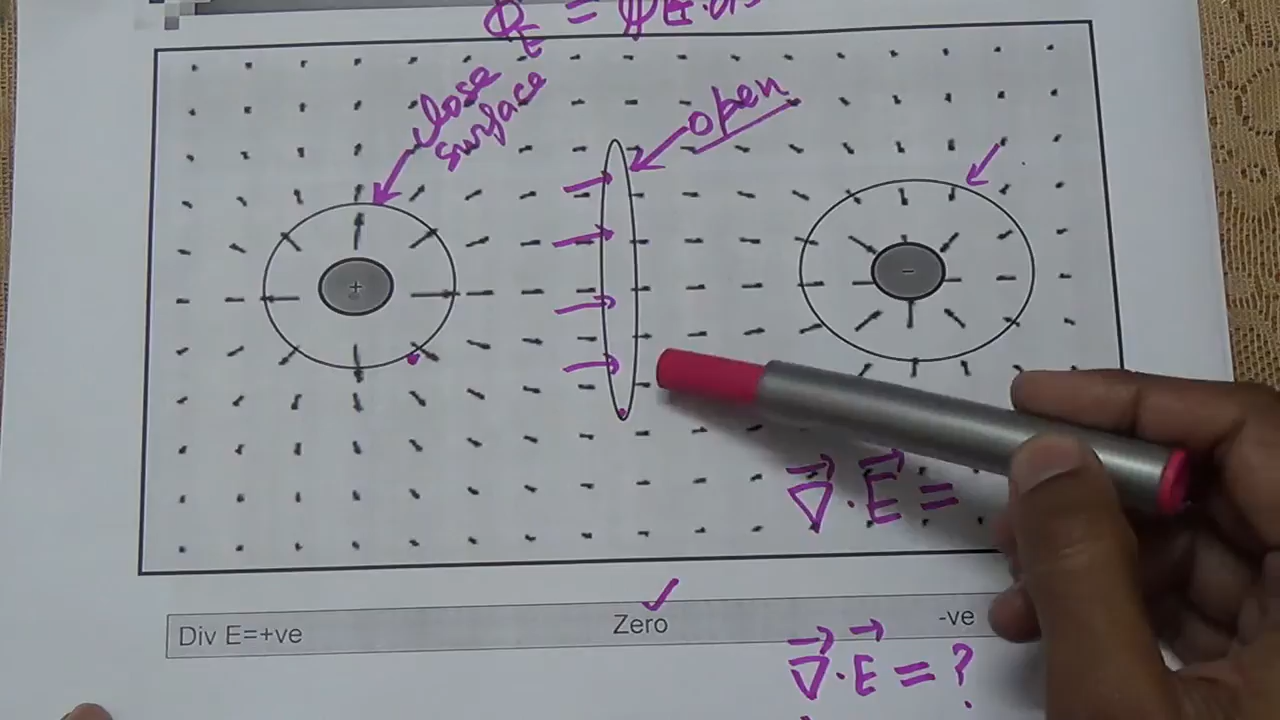 Φ_E = ∮E.ds
close
surface
open
+
-
∇⃗.E⃗ =
Div E=+ve Zero ✓ -ve
∇⃗.E⃗ = ?